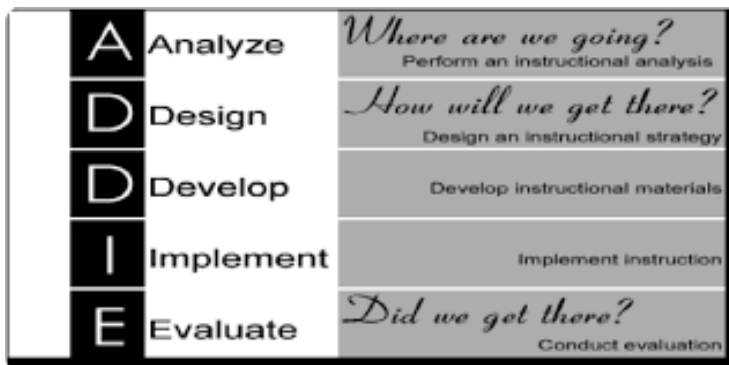 A Analyze Where are we going?
Perform an instructional analysis
D Design How will we get there?
Design an instructional strategy
D Develop Develop instructional materials
I Implement Implement instruction
E Evaluate Did we get there?
Conduct evaluation